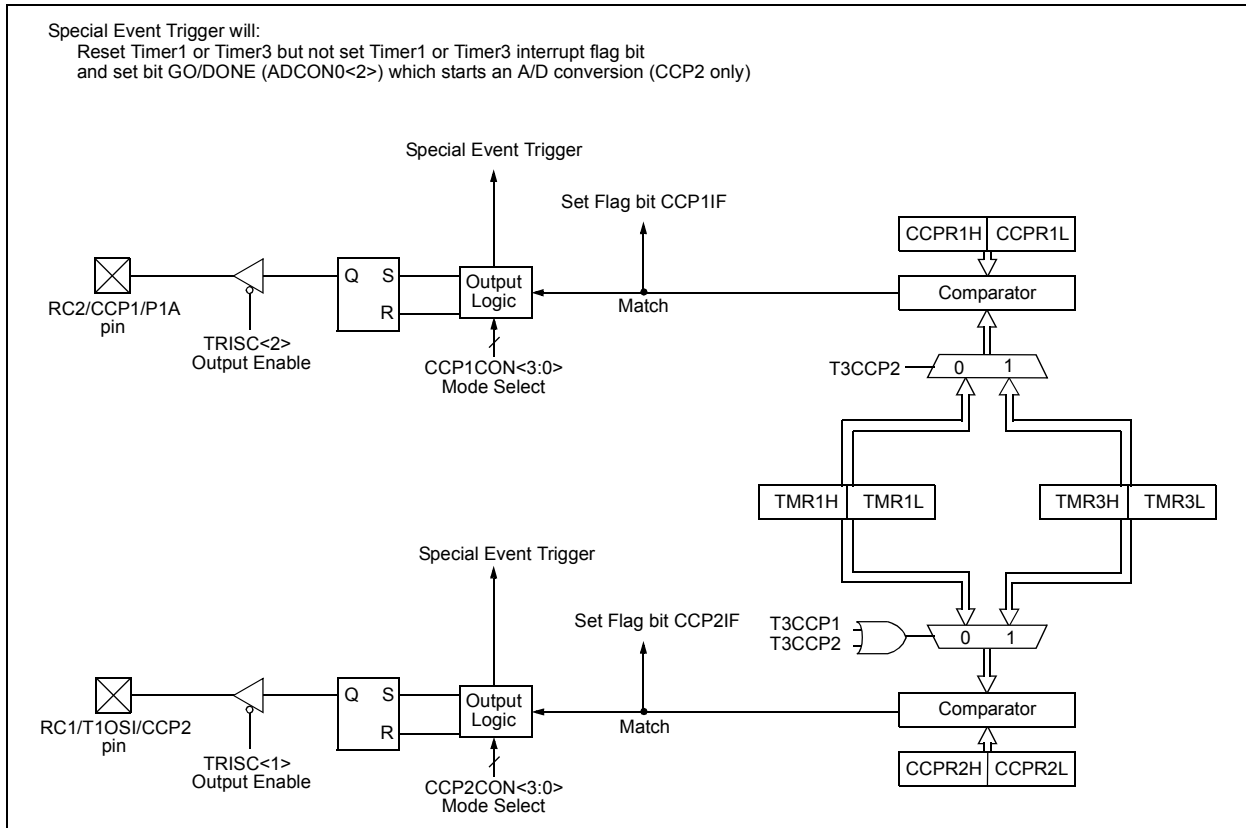 Special Event Trigger will:
Reset Timer1 or Timer3 but not set Timer1 or Timer3 interrupt flag bit
and set bit GO/DONE (ADCON0<2>) which starts an A/D conversion (CCP2 only)
Special Event Trigger
Set Flag bit CCP1IF
CCPR1H CCPR1L
Q S
R
Output
Logic
Comparator
Match
RC2/CCP1/P1A
pin
TRISC<2>
Output Enable
CCP1CON<3:0>
Mode Select
T3CCP2
0 1
TMR1H TMR1L
TMR3H TMR3L
Special Event Trigger
Set Flag bit CCP2IF
T3CCP1
T3CCP2
0 1
Q S
R
Output
Logic
Comparator
Match
RC1/T1OSI/CCP2
pin
TRISC<1>
Output Enable
CCP2CON<3:0>
Mode Select
CCPR2H CCPR2L